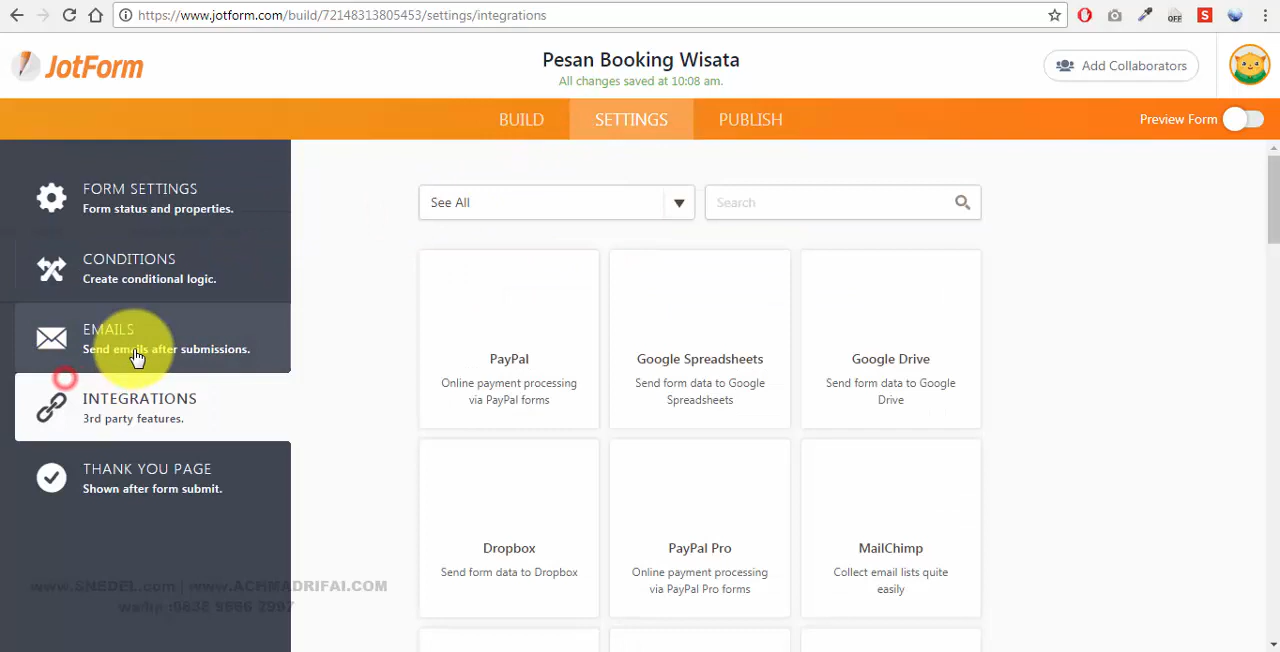 https://www.jotform.com/build/72148313805453/settings/integrations
OFF
S
JotForm
Pesan Booking Wisata
All changes saved at 10:08 am.
Add Collaborators
BUILD
SETTINGS
PUBLISH
Preview Form
FORM SETTINGS
Form status and properties.
CONDITIONS
Create conditional logic.
EMAILS
Send emails after submissions.
INTEGRATIONS
3rd party features.
THANK YOU PAGE
Shown after form submit.
See All
Search
PayPal
Online payment processing
via PayPal forms
Google Spreadsheets
Send form data to Google
Spreadsheets
Google Drive
Send form data to Google
Drive
Dropbox
Send form data to Dropbox
PayPal Pro
Online payment processing
via PayPal Pro forms
MailChimp
Collect email lists quite
easily
www.SNEDEL.com | www.ACHMADRIFAI.COM